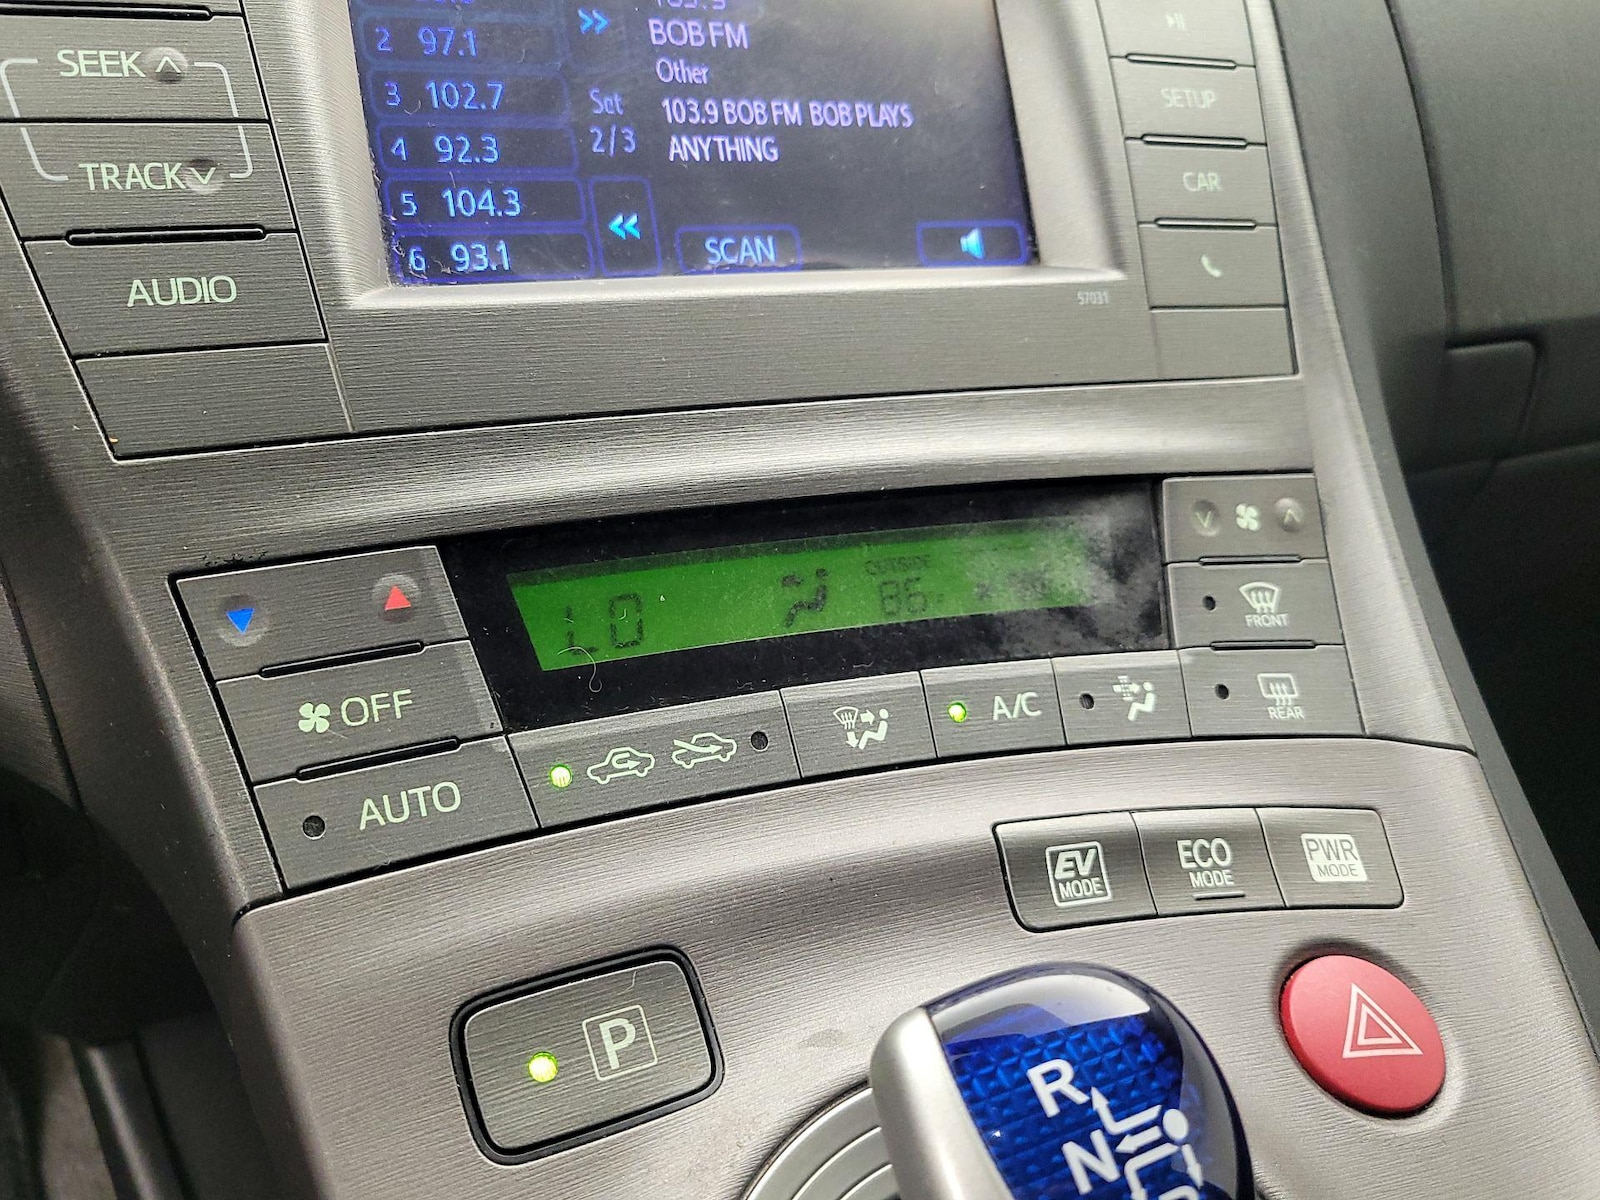 SEEK
TRACK
AUDIO
2 97.1
3 102.7
4 92.3
5 104.3
6 93.1
Set
2/3
BOB FM
Other
103.9 BOB FM BOB PLAYS
ANYTHING
SCAN
SETUP
CAR
57031
LO
OUTSIDE
FRONT
OFF
A/C
REAR
AUTO
EV
MODE
ECO
MODE
PWR
MODE
P
R
N